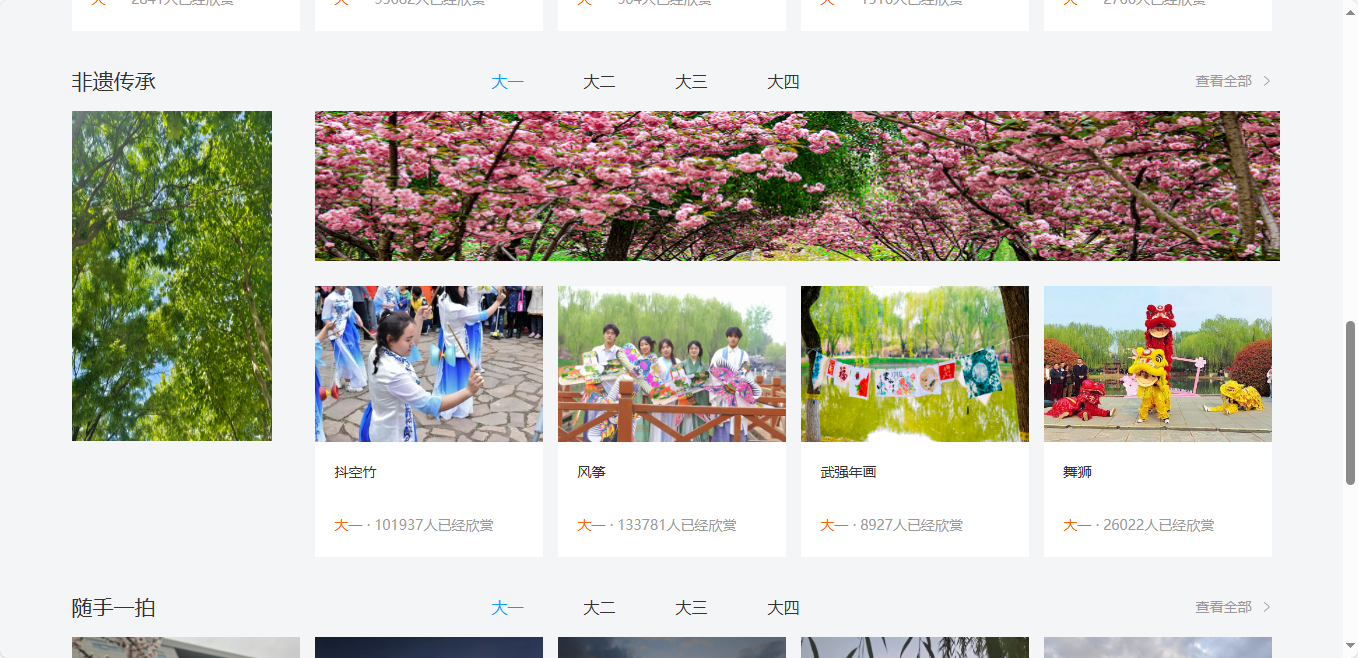 非遗传承
大一 大二 大三 大四
查看全部
抖空竹
风筝
武强年画
舞狮
大一 · 101937人已经欣赏
大一 · 133781人已经欣赏
大一 · 8927人已经欣赏
大一 · 26022人已经欣赏
随手一拍
大一 大二 大三 大四
查看全部